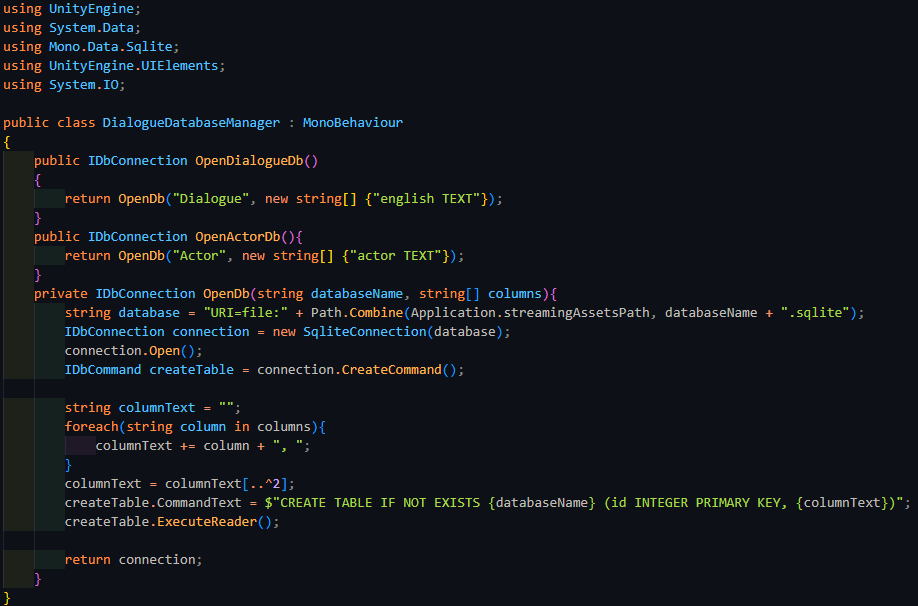 using UnityEngine;
using System.Data;
using Mono.Data.Sqlite;
using UnityEngine.UIElements;
using System.IO;

public class DialogueDatabaseManager : MonoBehaviour
{
    public IDbConnection OpenDialogueDb()
    {
        return OpenDb("Dialogue", new string[] {"english TEXT"});
    }
    public IDbConnection OpenActorDb(){
        return OpenDb("Actor", new string[] {"actor TEXT"});
    }
    private IDbConnection OpenDb(string databaseName, string[] columns){
        string database = "URI=file:" + Path.Combine(Application.streamingAssetsPath, databaseName + ".sqlite");
        IDbConnection connection = new SqliteConnection(database);
        connection.Open();
        IDbCommand createTable = connection.CreateCommand();

        string columnText = "";
        foreach(string column in columns){
            columnText += column + ", ";
        }
        columnText = columnText[..^2];
        createTable.CommandText = $"CREATE TABLE IF NOT EXISTS {databaseName} (id INTEGER PRIMARY KEY, {columnText})";
        createTable.ExecuteReader();

        return connection;
    }
}